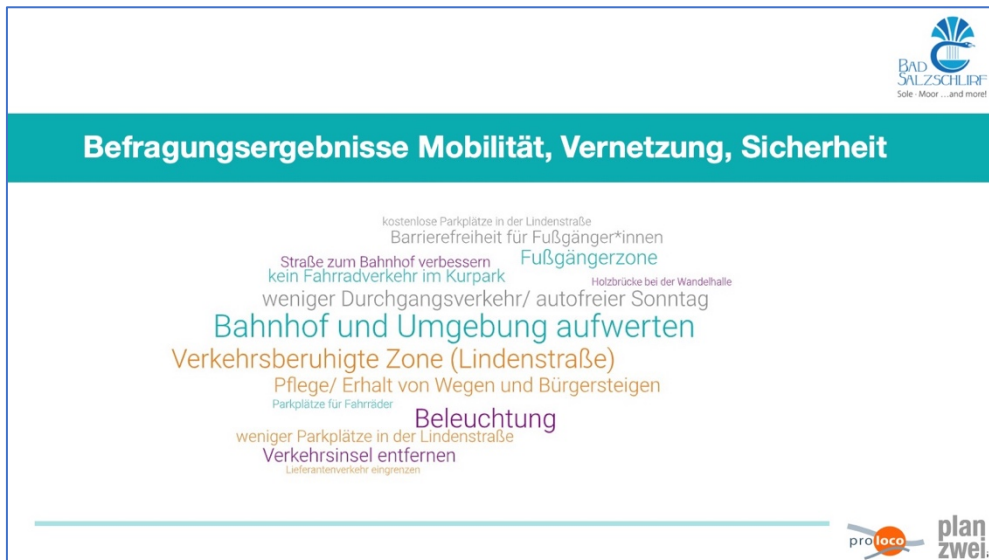 BAD
SALZSCHLIRF
Sole · Moor ...and more!
Befragungsergebnisse Mobilität, Vernetzung, Sicherheit
kostenlose Parkplätze in der Lindenstraße
Barrierefreiheit für Fußgänger*innen
Straße zum Bahnhof verbessern
Fußgängerzone
kein Fahrradverkehr im Kurpark
Holzbrücke bei der Wandelhalle
weniger Durchgangsverkehr/ autofreier Sonntag
Bahnhof und Umgebung aufwerten
Verkehrsberuhigte Zone (Lindenstraße)
Pflege/ Erhalt von Wegen und Bürgersteigen
Parkplätze für Fahrräder
Beleuchtung
weniger Parkplätze in der Lindenstraße
Verkehrsinsel entfernen
Lieferantenverkehr eingrenzen
proloco
plan
zwei.